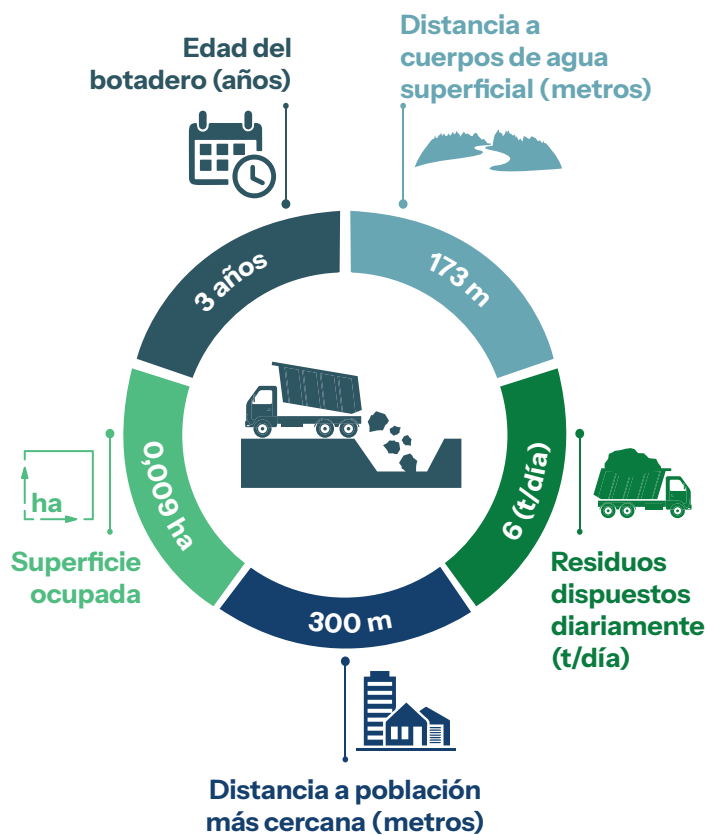 Edad del
botadero (años)
Distancia a
cuerpos de agua
superficial (metros)
3 años
173 m
0,009 ha
6 (t/día)
300 m
ha
Superficie
ocupada
Residuos
dispuestos
diariamente
(t/día)
Distancia a población
más cercana (metros)